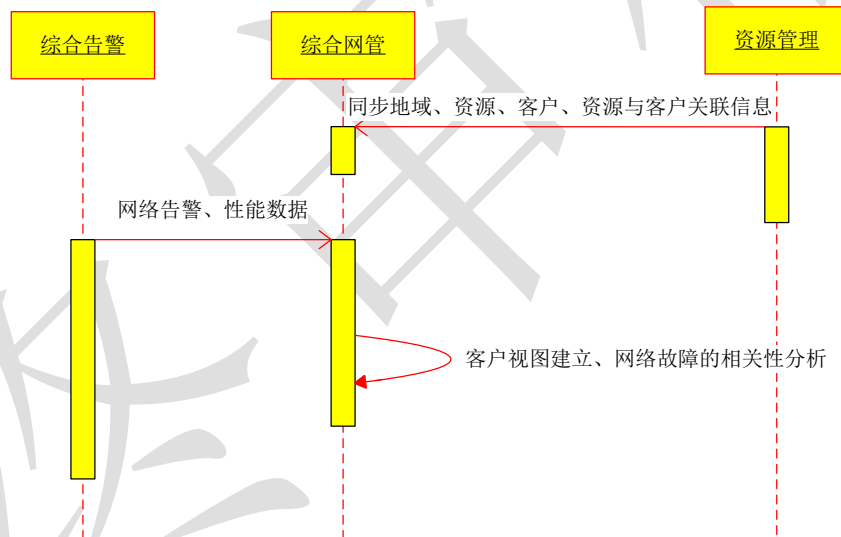 综合告警
综合网管
资源管理
同步地域、资源、客户、资源与客户关联信息
网络告警、性能数据
客户视图建立、网络故障的相关性分析